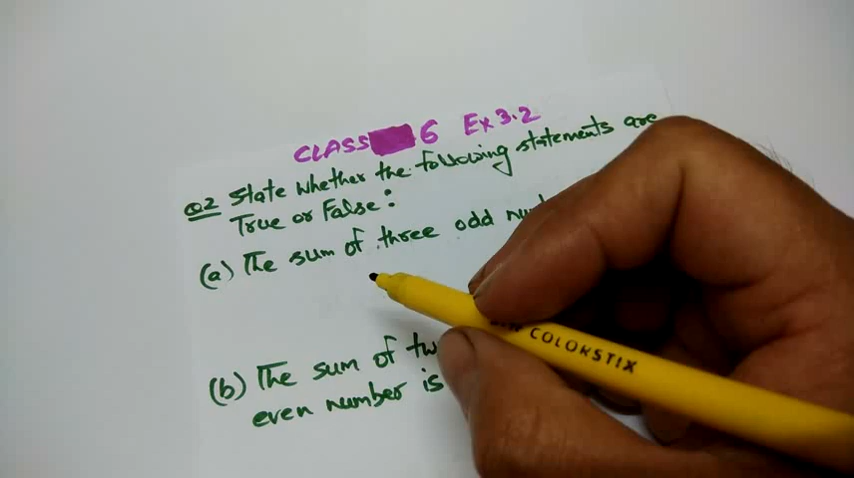 CLASS 6 Ex 3.2
Q2 State whether the following statements are
True or False:
(a) The sum of three odd
(b) The sum of
even number is
COLORSTIX